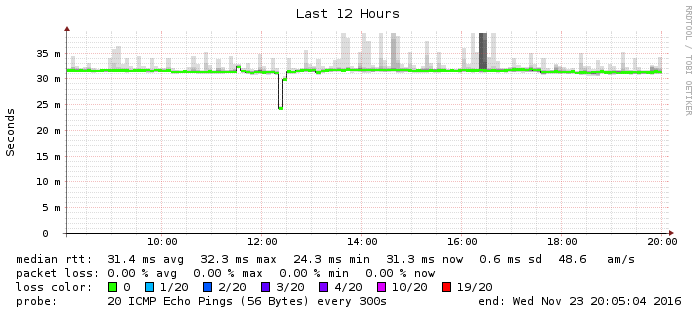 Last 12 Hours
RRDTOOL / TOBI OETIKER
Seconds
35 m
30 m
25 m
20 m
15 m
10 m
5 m
0
10:00 12:00 14:00 16:00 18:00 20:00
median rtt: 31.4 ms avg 32.3 ms max 24.3 ms min 31.3 ms now 0.6 ms sd 48.6 am/s
packet loss: 0.00 % avg 0.00 % max 0.00 % min 0.00 % now
loss color: 0 1/20 2/20 3/20 4/20 10/20 19/20
probe: 20 ICMP Echo Pings (56 Bytes) every 300s end: Wed Nov 23 20:05:04 2016